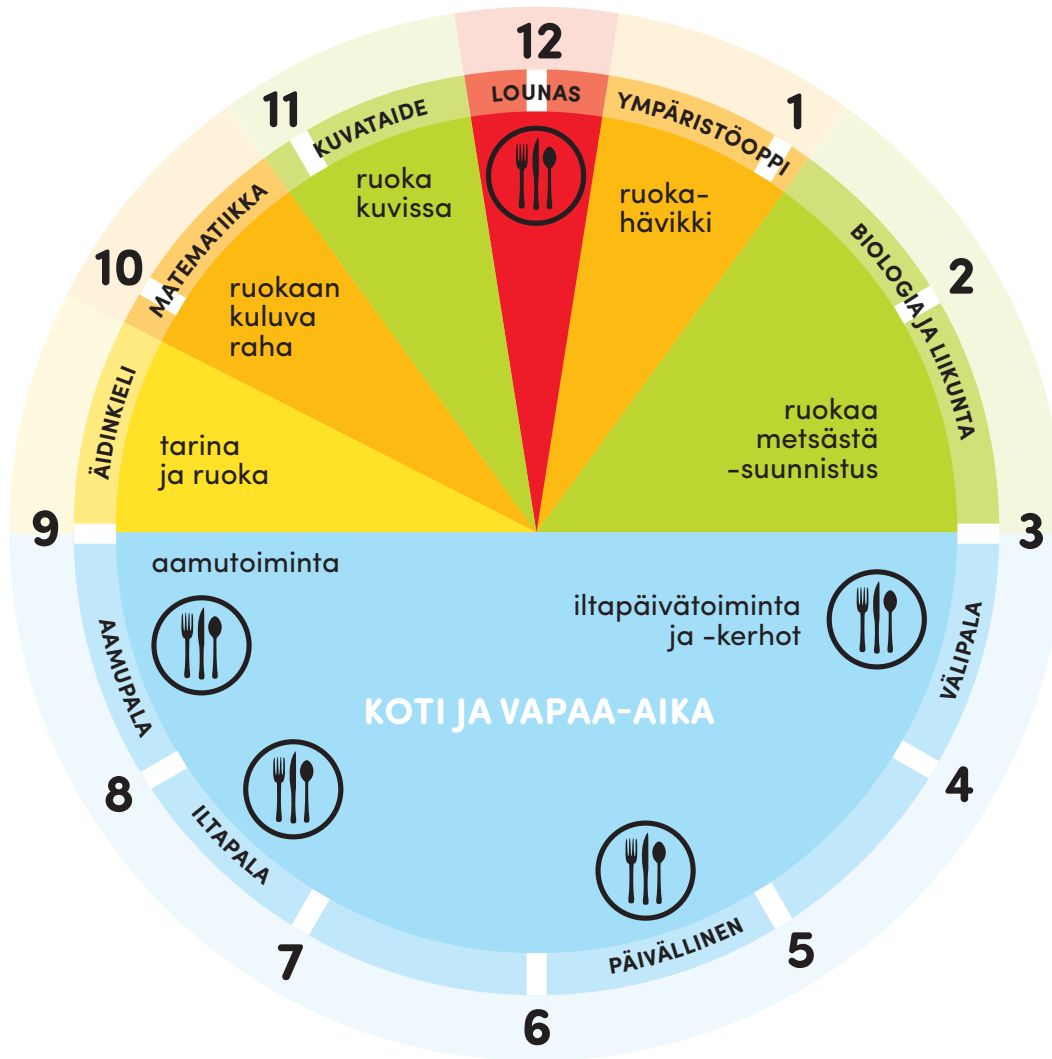 12
LOUNAS
YMPÄRISTÖOPPI
ruoka-
hävikki
1
BIOLOGIA JA LIIKUNTA
2
ruokaa
metsästä
-suunnistus
3
VÄLIPALA
iltapäivätoiminta
ja -kerhot
4
5
PÄIVÄLLINEN
6
7
ILTAPALA
8
AAMUPALA
aamutoiminta
KOTI JA VAPAA-AIKA
9
ÄIDINKIELI
tarina
ja ruoka
10
MATEMATIIKKA
ruokaan
kuluva
raha
11
KUVATAIDE
ruoka
kuvissa